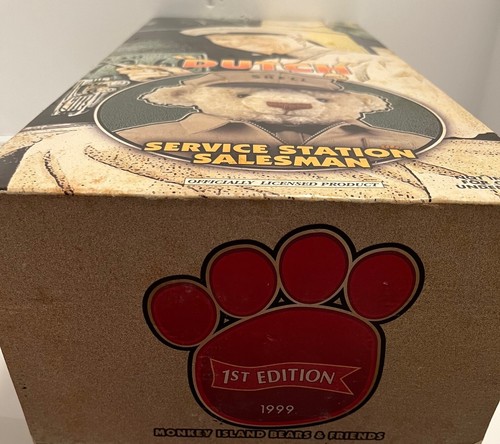 DUTCH
SERVICE STATION
SALESMAN
OFFICIALLY LICENSED PRODUCT
1ST EDITION
1999
MONKEY ISLAND BEARS & FRIENDS